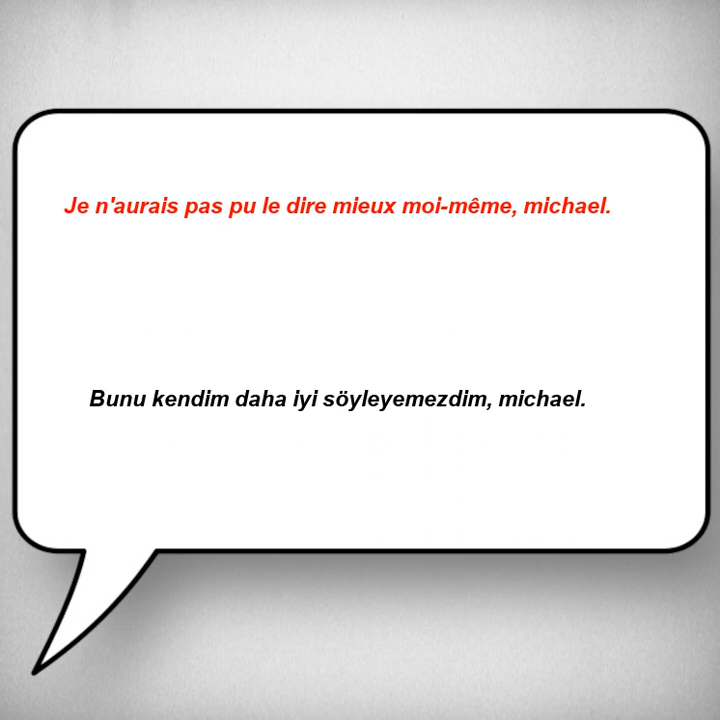 Je n'aurais pas pu le dire mieux moi-même, michael.
Bunu kendim daha iyi söyleyemezdim, michael.